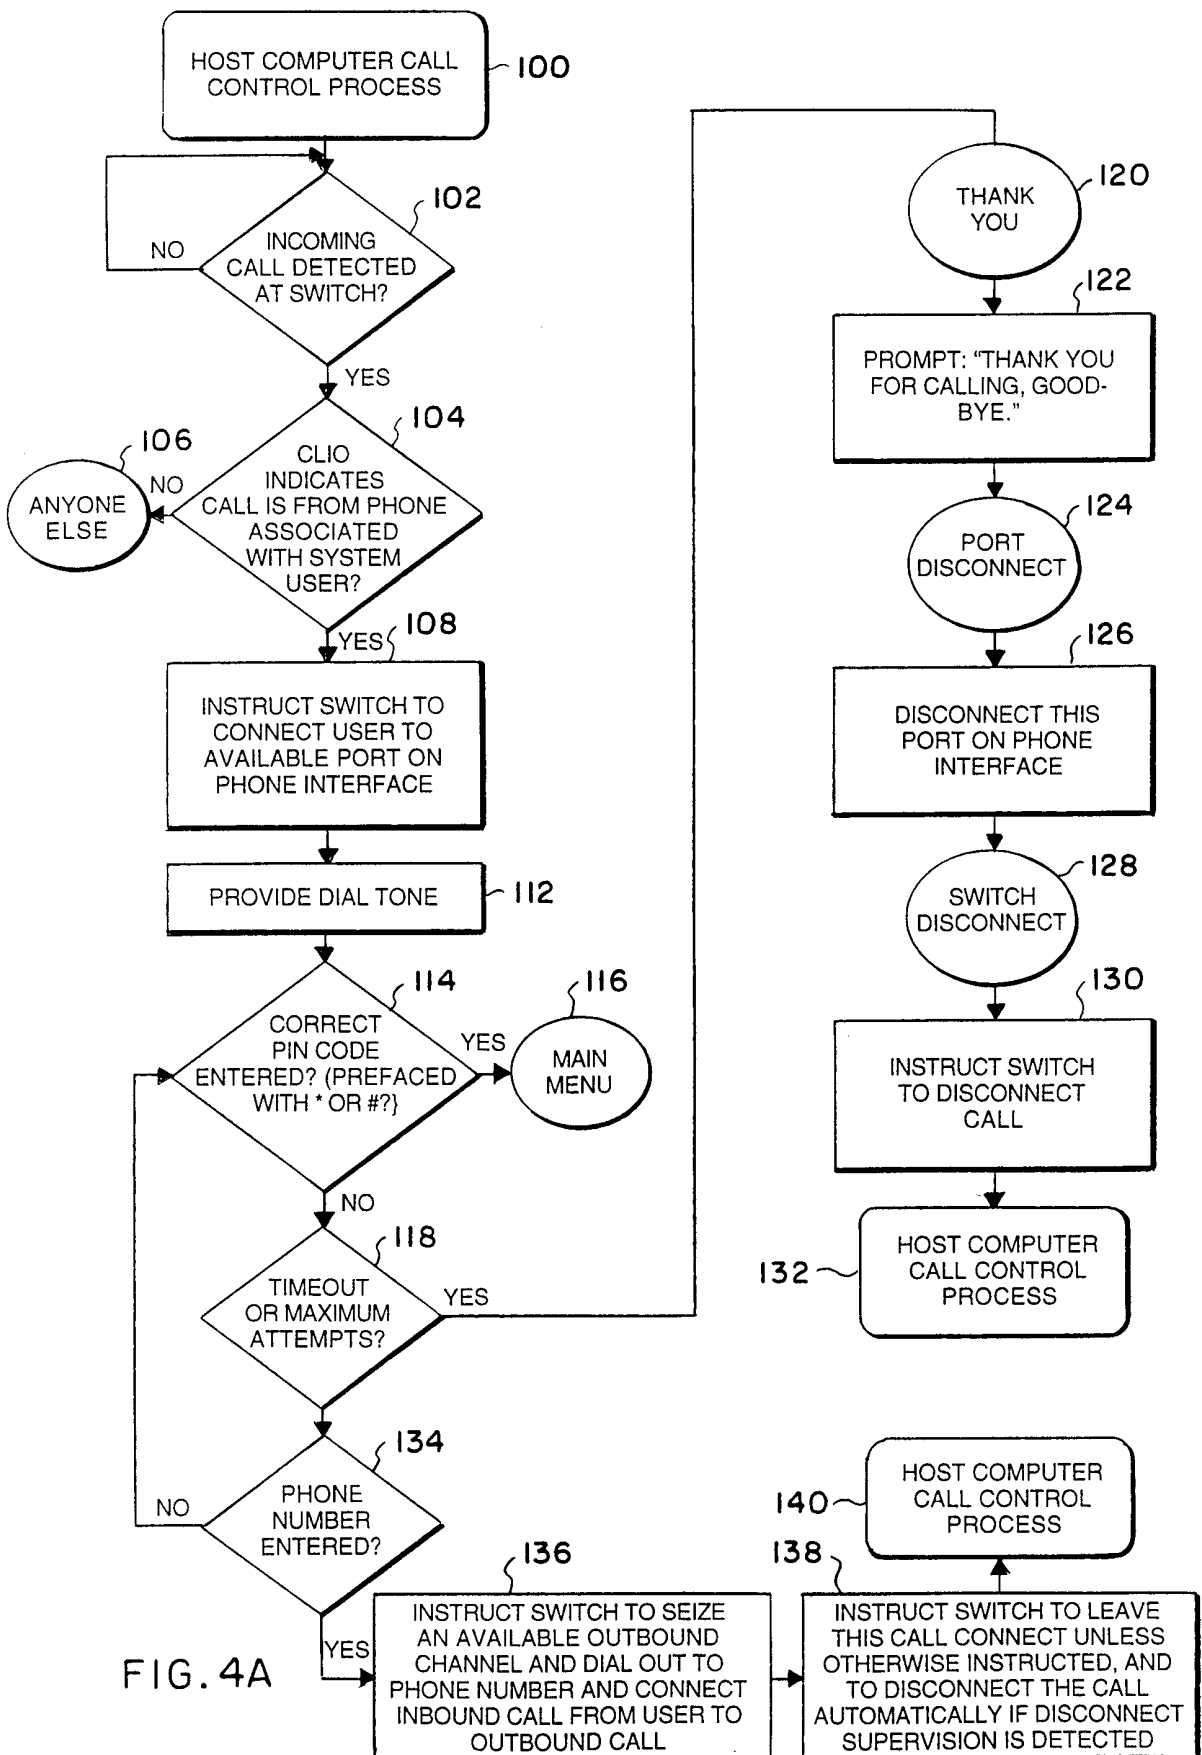 HOST COMPUTER CALL
CONTROL PROCESS
100
102
INCOMING
CALL DETECTED
AT SWITCH?
NO
YES
104
CLIO
INDICATES
CALL IS FROM PHONE
ASSOCIATED
WITH SYSTEM
USER?
106
NO
ANYONE
ELSE
YES
108
INSTRUCT SWITCH TO
CONNECT USER TO
AVAILABLE PORT ON
PHONE INTERFACE
PROVIDE DIAL TONE
112
114
CORRECT
PIN CODE
ENTERED? (PREFACED
WITH * OR #?}
YES
116
MAIN
MENU
NO
118
TIMEOUT
OR MAXIMUM
ATTEMPTS?
YES
134
PHONE
NUMBER
ENTERED?
NO
YES
136
INSTRUCT SWITCH TO SEIZE
AN AVAILABLE OUTBOUND
CHANNEL AND DIAL OUT TO
PHONE NUMBER AND CONNECT
INBOUND CALL FROM USER TO
OUTBOUND CALL
138
INSTRUCT SWITCH TO LEAVE
THIS CALL CONNECT UNLESS
OTHERWISE INSTRUCTED, AND
TO DISCONNECT THE CALL
AUTOMATICALLY IF DISCONNECT
SUPERVISION IS DETECTED
140
HOST COMPUTER
CALL CONTROL
PROCESS
THANK
YOU
120
122
PROMPT: "THANK YOU
FOR CALLING, GOOD-
BYE."
124
PORT
DISCONNECT
126
DISCONNECT THIS
PORT ON PHONE
INTERFACE
128
SWITCH
DISCONNECT
130
INSTRUCT SWITCH
TO DISCONNECT
CALL
132
HOST COMPUTER
CALL CONTROL
PROCESS
FIG. 4A